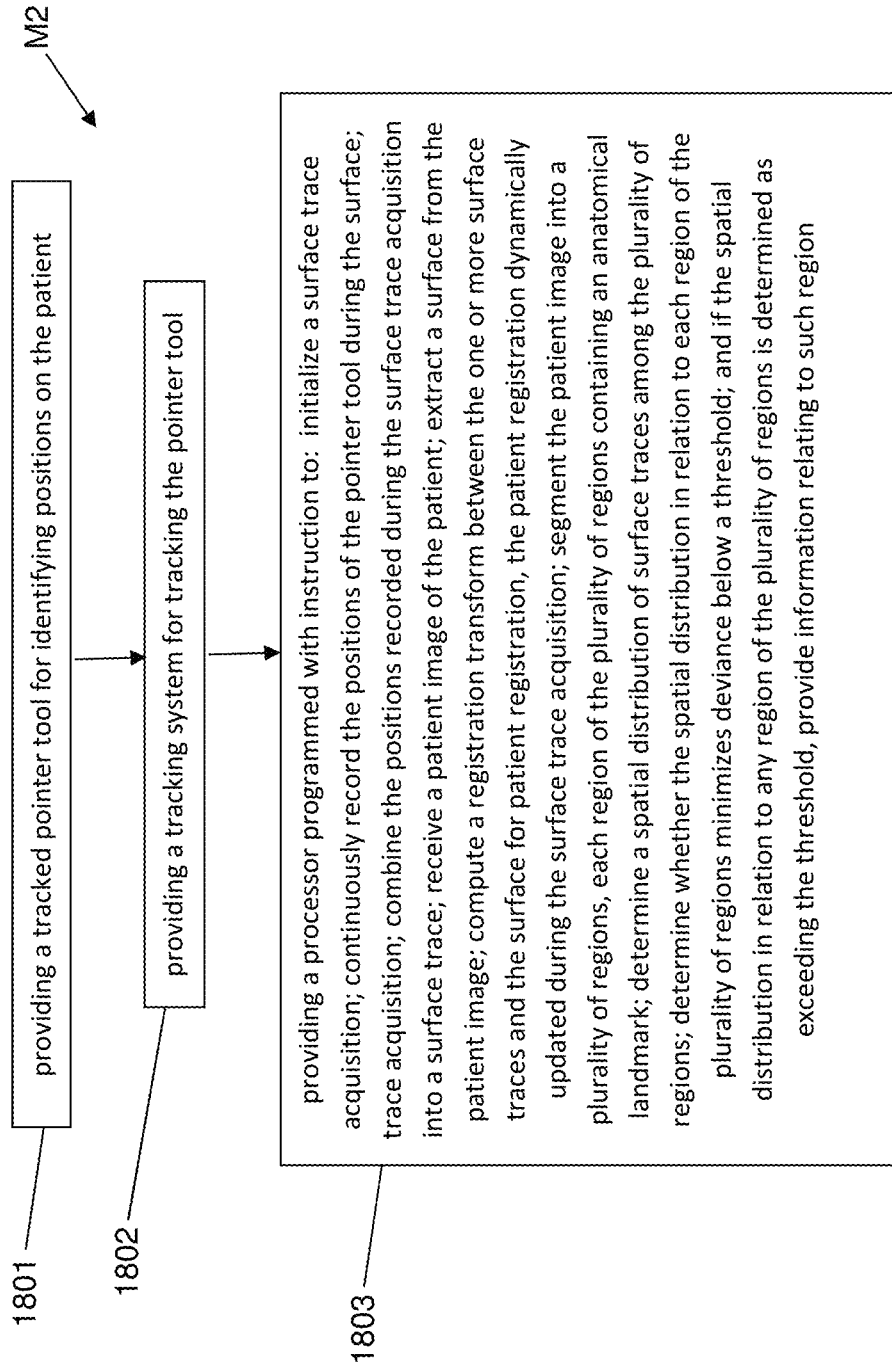 M2
1801
providing a tracked pointer tool for identifying positions on the patient
1802
providing a tracking system for tracking the pointer tool
1803
providing a processor programmed with instruction to: initialize a surface trace
acquisition; continuously record the positions of the pointer tool during the surface;
trace acquisition; combine the positions recorded during the surface trace acquisition
into a surface trace; receive a patient image of the patient; extract a surface from the
patient image; compute a registration transform between the one or more surface
traces and the surface for patient registration, the patient registration dynamically
updated during the surface trace acquisition; segment the patient image into a
plurality of regions, each region of the plurality of regions containing an anatomical
landmark; determine a spatial distribution of surface traces among the plurality of
regions; determine whether the spatial distribution in relation to each region of the
plurality of regions minimizes deviance below a threshold; and if the spatial
distribution in relation to any region of the plurality of regions is determined as
exceeding the threshold, provide information relating to such region